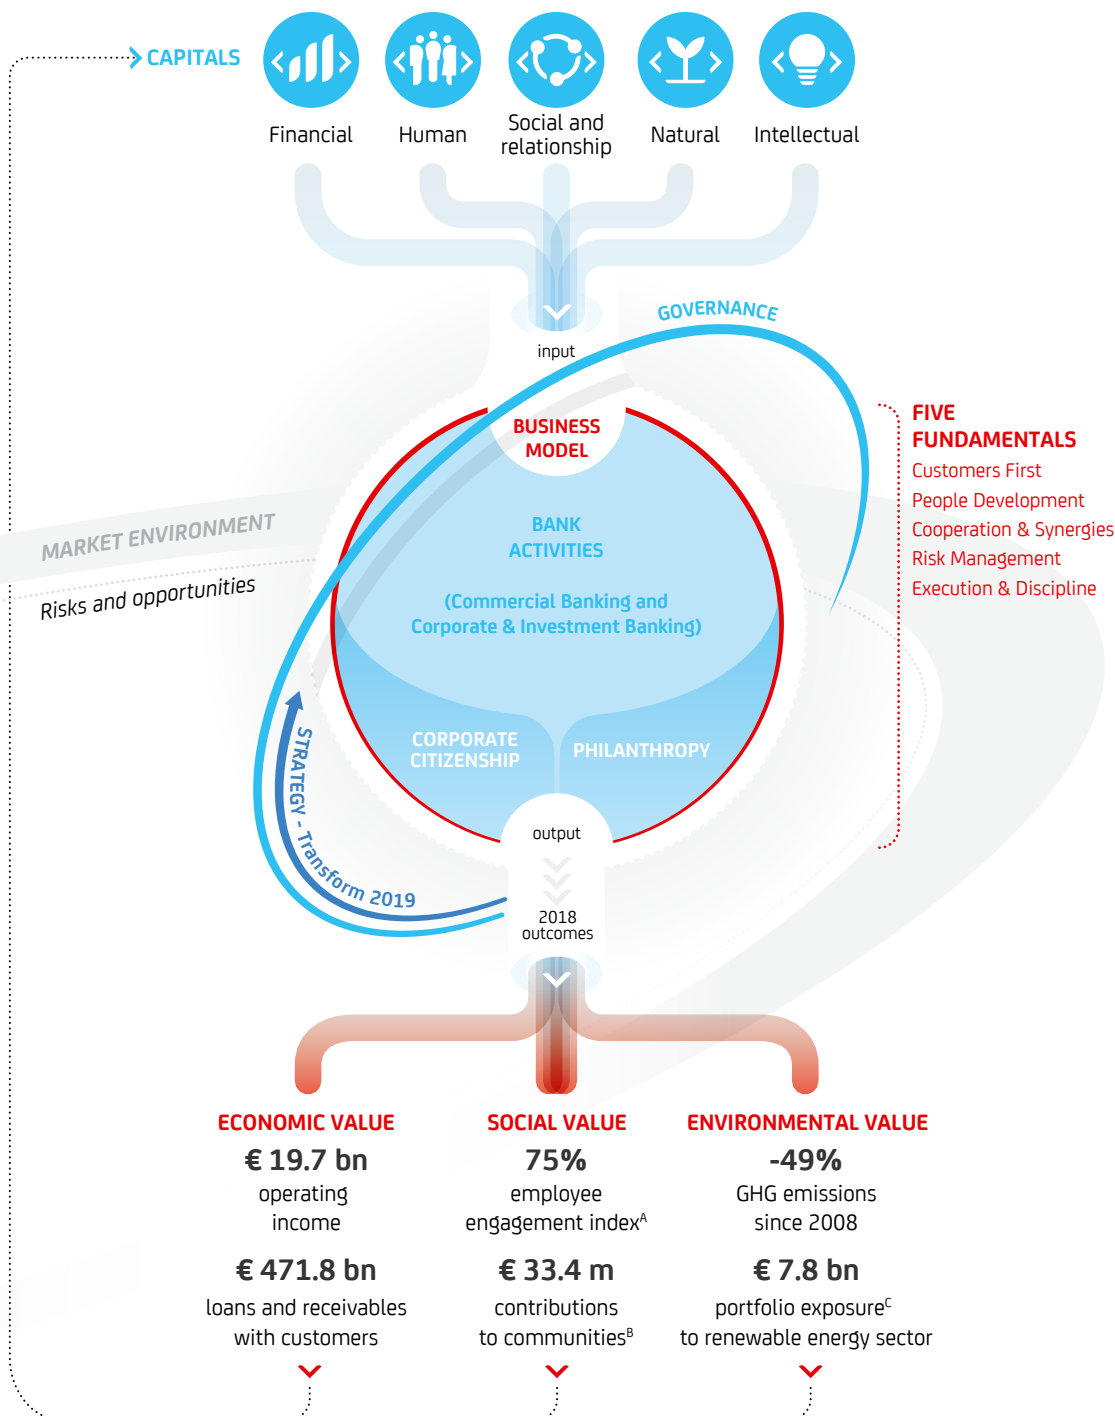 CAPITALS
Financial
Human
Social and
relationship
Natural
Intellectual
GOVERNANCE
input
BUSINESS
MODEL
FIVE
FUNDAMENTALS
Customers First
People Development
Cooperation & Synergies
Risk Management
Execution & Discipline
MARKET ENVIRONMENT
Risks and opportunities
BANK
ACTIVITIES
(Commercial Banking and
Corporate & Investment Banking)
STRATEGY - Transform 2019
CORPORATE
CITIZENSHIP
PHILANTHROPY
output
2018
outcomes
ECONOMIC VALUE
€ 19.7 bn
operating
income
€ 471.8 bn
loans and receivables
with customers
SOCIAL VALUE
75%
employee
engagement indexA
€ 33.4 m
contributions
to communitiesB
ENVIRONMENTAL VALUE
-49%
GHG emissions
since 2008
€ 7.8 bn
portfolio exposureC
to renewable energy sector